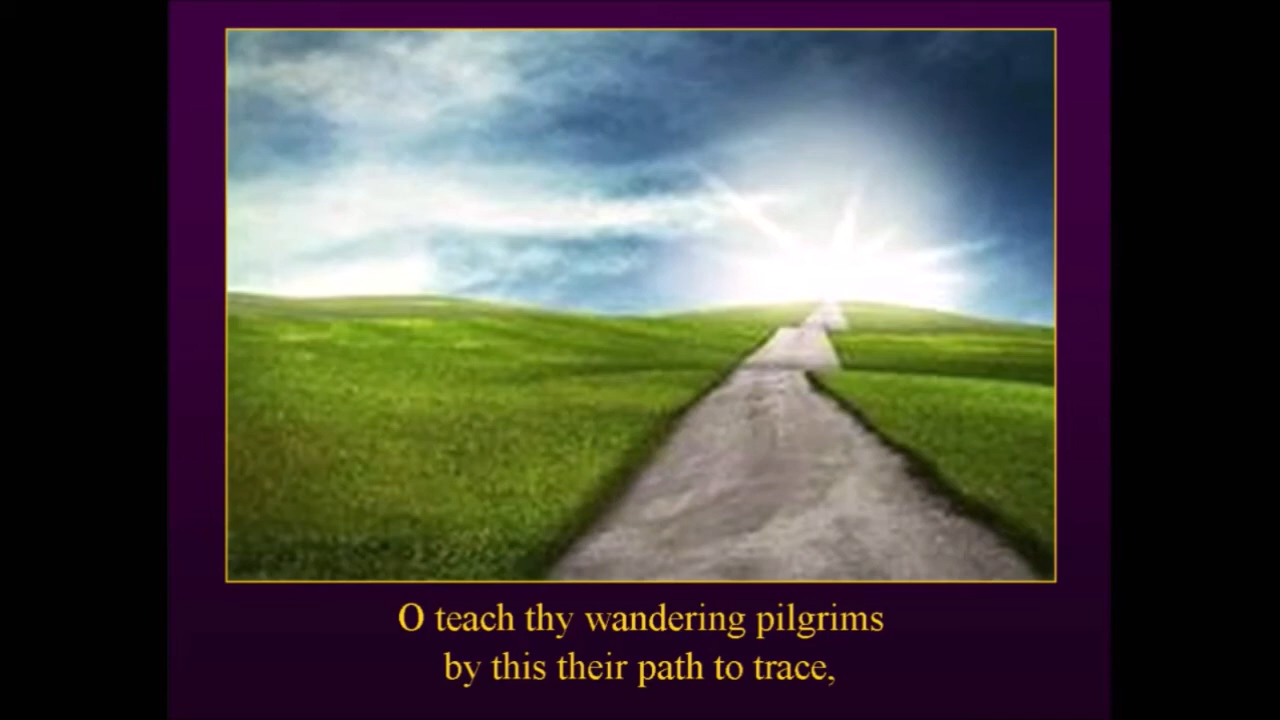 O teach thy wandering pilgrims
by this their path to trace,